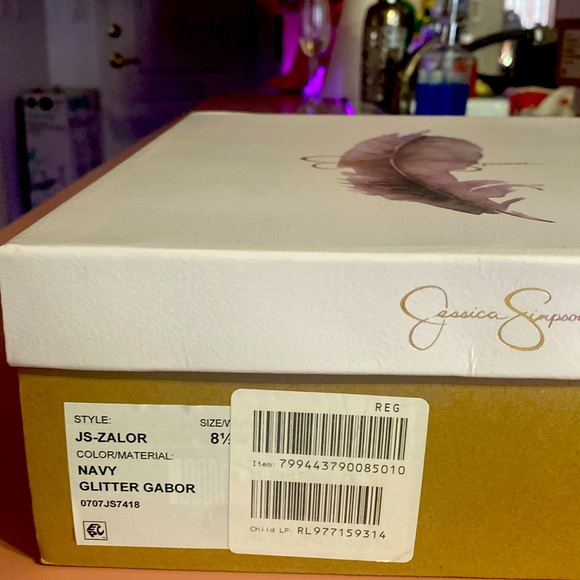 Jessica Simpson
STYLE:
SIZE/W
JS-ZALOR
8½
COLOR/MATERIAL:
NAVY
GLITTER GABOR
0707JS7418
REG
Item: 799443790085010
Child LP: RL977159314